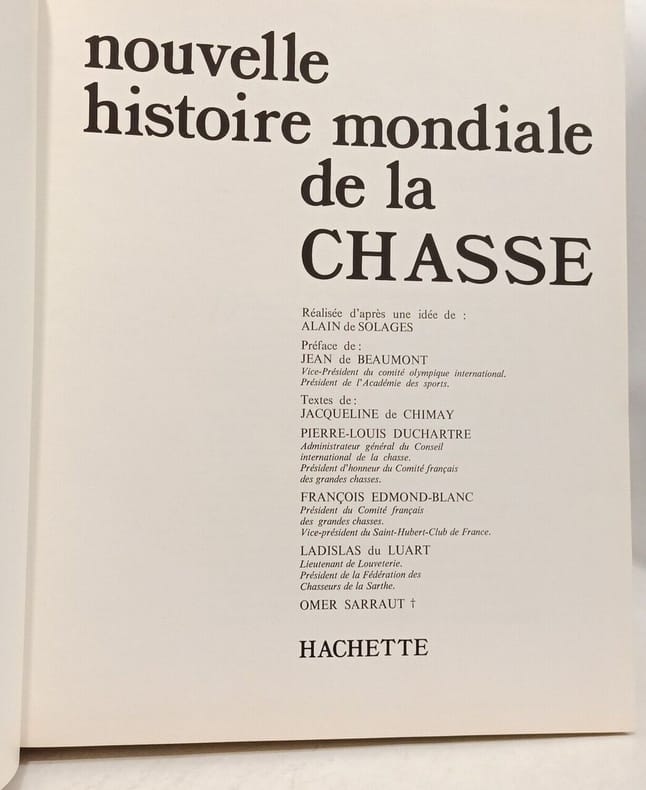 nouvelle
histoire mondiale
de la
CHASSE
Réalisée d'après une idée de :
ALAIN de SOLAGES
Préface de :
JEAN de BEAUMONT
Vice-Président du comité olympique international.
Président de l'Académie des sports.
Textes de :
JACQUELINE de CHIMAY
PIERRE-LOUIS DUCHARTRE
Administrateur général du Conseil
international de la chasse.
Président d'honneur du Comité français
des grandes chasses.
FRANÇOIS EDMOND-BLANC
Président du Comité français
des grandes chasses.
Vice-président du Saint-Hubert-Club de France.
LADISLAS du LUART
Lieutenant de Louveterie.
Président de la Fédération des
Chasseurs de la Sarthe.
OMER SARRAUT †
HACHETTE